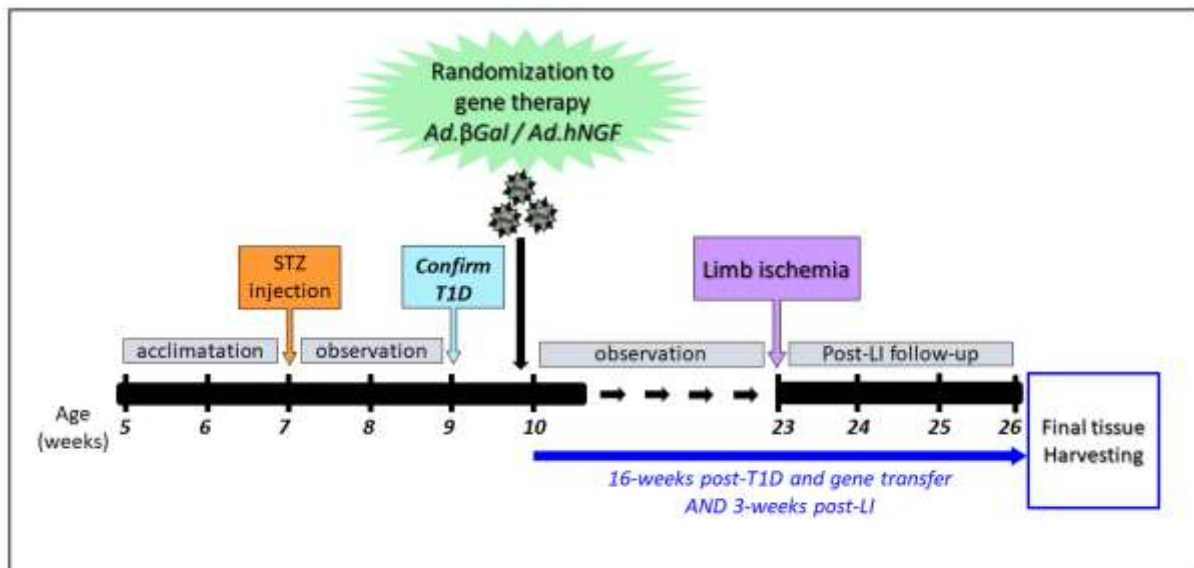 Randomization to
gene therapy
Ad.βGal / Ad.hNGF
STZ
injection
Confirm
T1D
Limb ischemia
acclimatation
observation
observation
Post-LI follow-up
Age
(weeks)
5 6 7 8 9 10 23 24 25 26
Final tissue
Harvesting
16-weeks post-T1D and gene transfer
AND 3-weeks post-LI